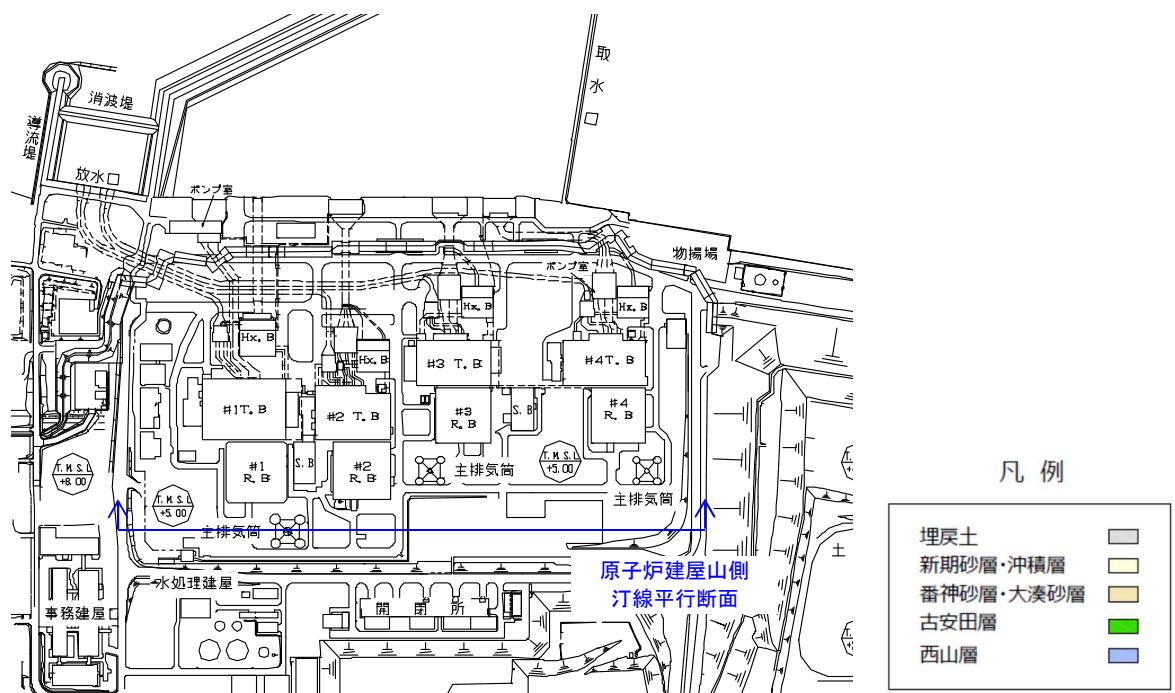 取
水
口
消波堤
導流堤
放水口
ポンプ室
物揚場
ポンプ室
Hx. B
Hx. B
Hx. B
Hx. B
#3 T. B
#4 T. B
#1 T. B
#2 T. B
#3
R. B
S. B
#4
R. B
#1
R. B
S. B
#2
R. B
主排気筒
T. M. S. L
+5.00
主排気筒
T. M. S. L
+8.00
T. M. S. L
+5.00
主排気筒
原子炉建屋山側
汀線平行断面
水処理建屋
事務建屋
開閉所
土
凡 例
埋戻土
新期砂層・沖積層
番神砂層・大湊砂層
古安田層
西山層